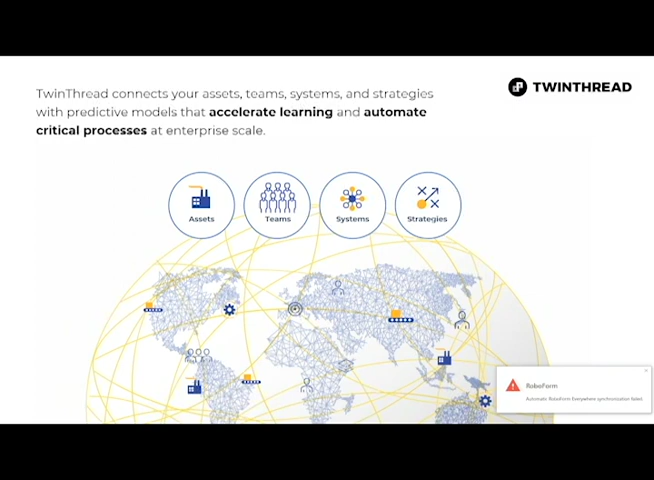 TwinThread connects your assets, teams, systems, and strategies
with predictive models that accelerate learning and automate
critical processes at enterprise scale.
TWINTHREAD
Assets
Teams
Systems
Strategies
RoboForm
Automatic RoboForm Everywhere synchronization failed.